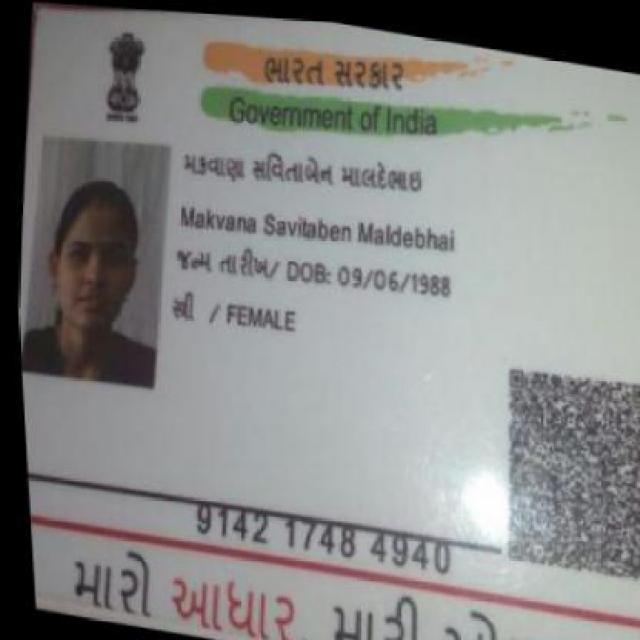 ભારત સરકાર
Government of India
મકવાણા સવિતાબેન માલદેભાઇ
Makvana Savitaben Maldebhai
જન્મ તારીખ/ DOB: 09/06/1988
સ્ત્રી / FEMALE
9142 1748 4940
મારો આધાર,